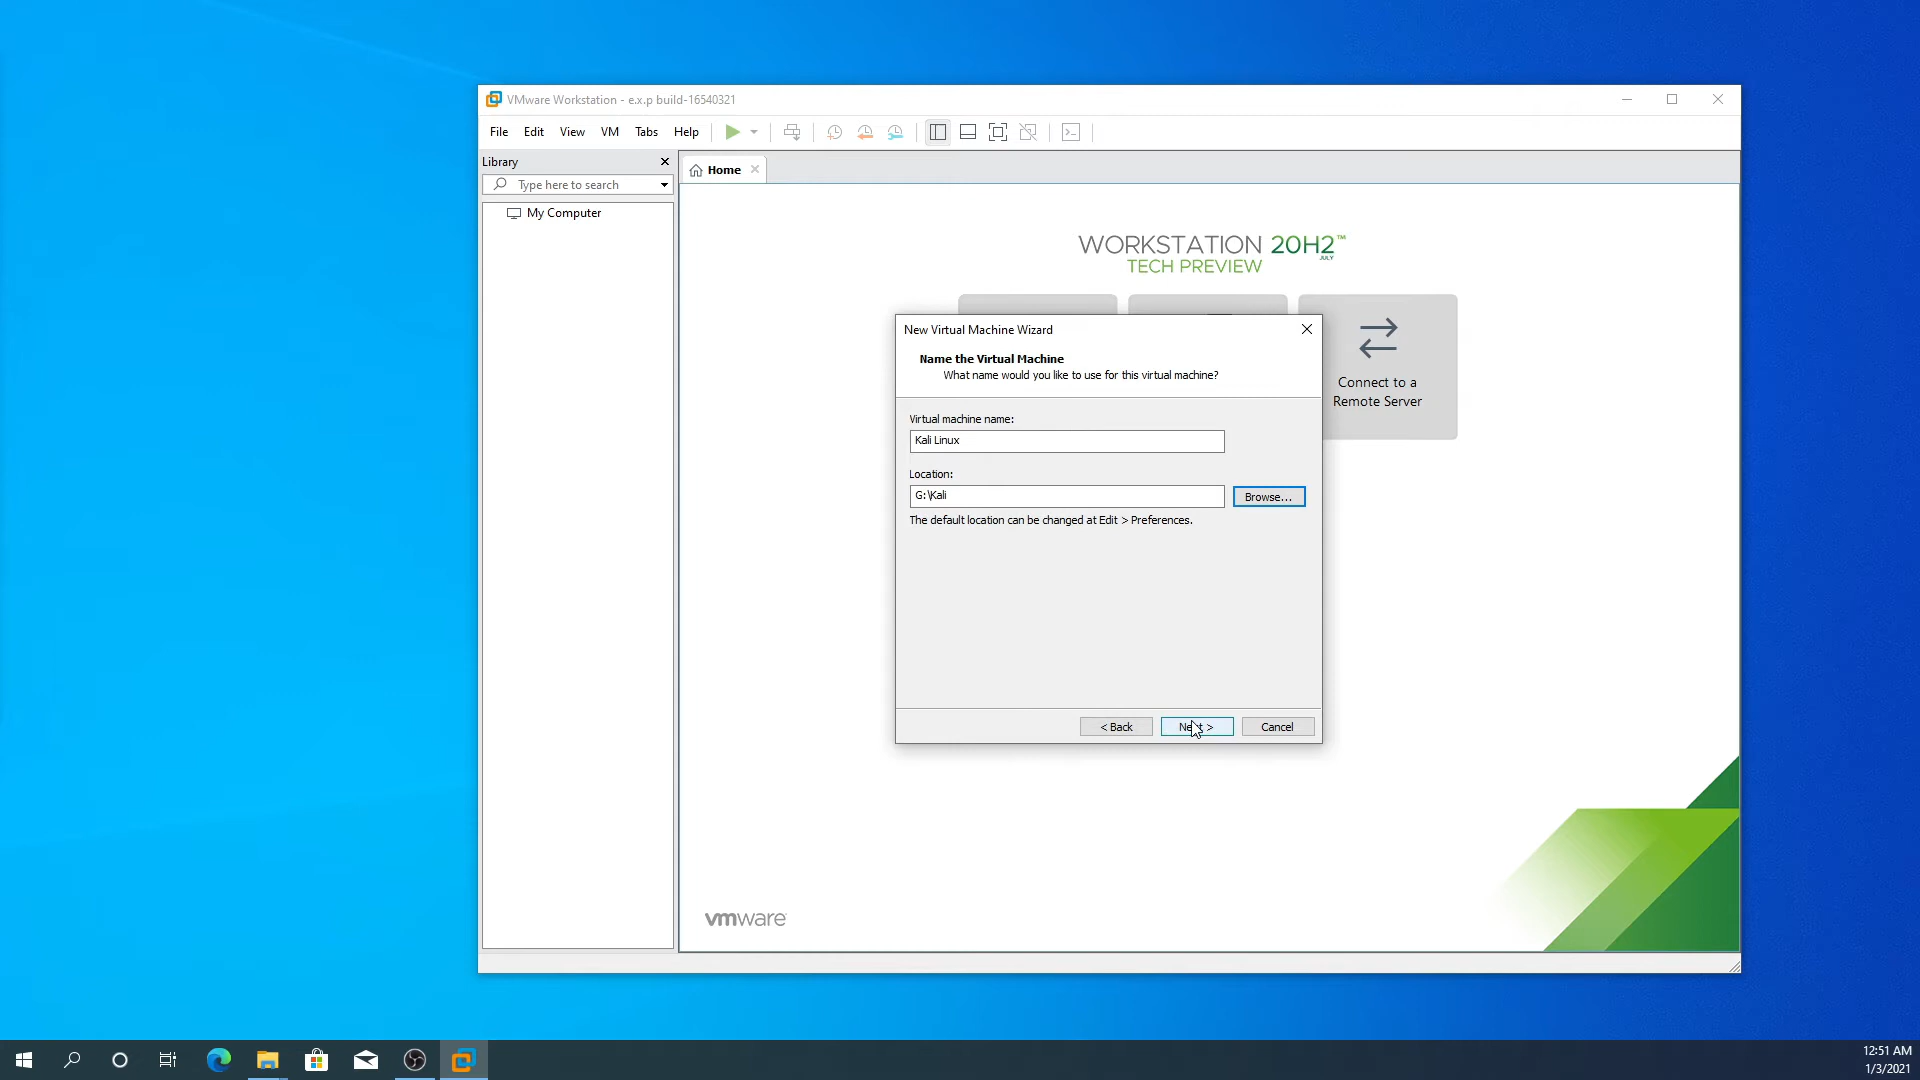 VMware Workstation - e.x.p build-16540321
File Edit View VM Tabs Help
Library
Type here to search
My Computer
Home
WORKSTATION 20H2™
JULY
TECH PREVIEW
Connect to a
Remote Server
New Virtual Machine Wizard
Name the Virtual Machine
What name would you like to use for this virtual machine?
Virtual machine name:
Kali Linux
Location:
G:\Kali
Browse...
The default location can be changed at Edit > Preferences.
< Back Next > Cancel
vmware
12:51 AM
1/3/2021